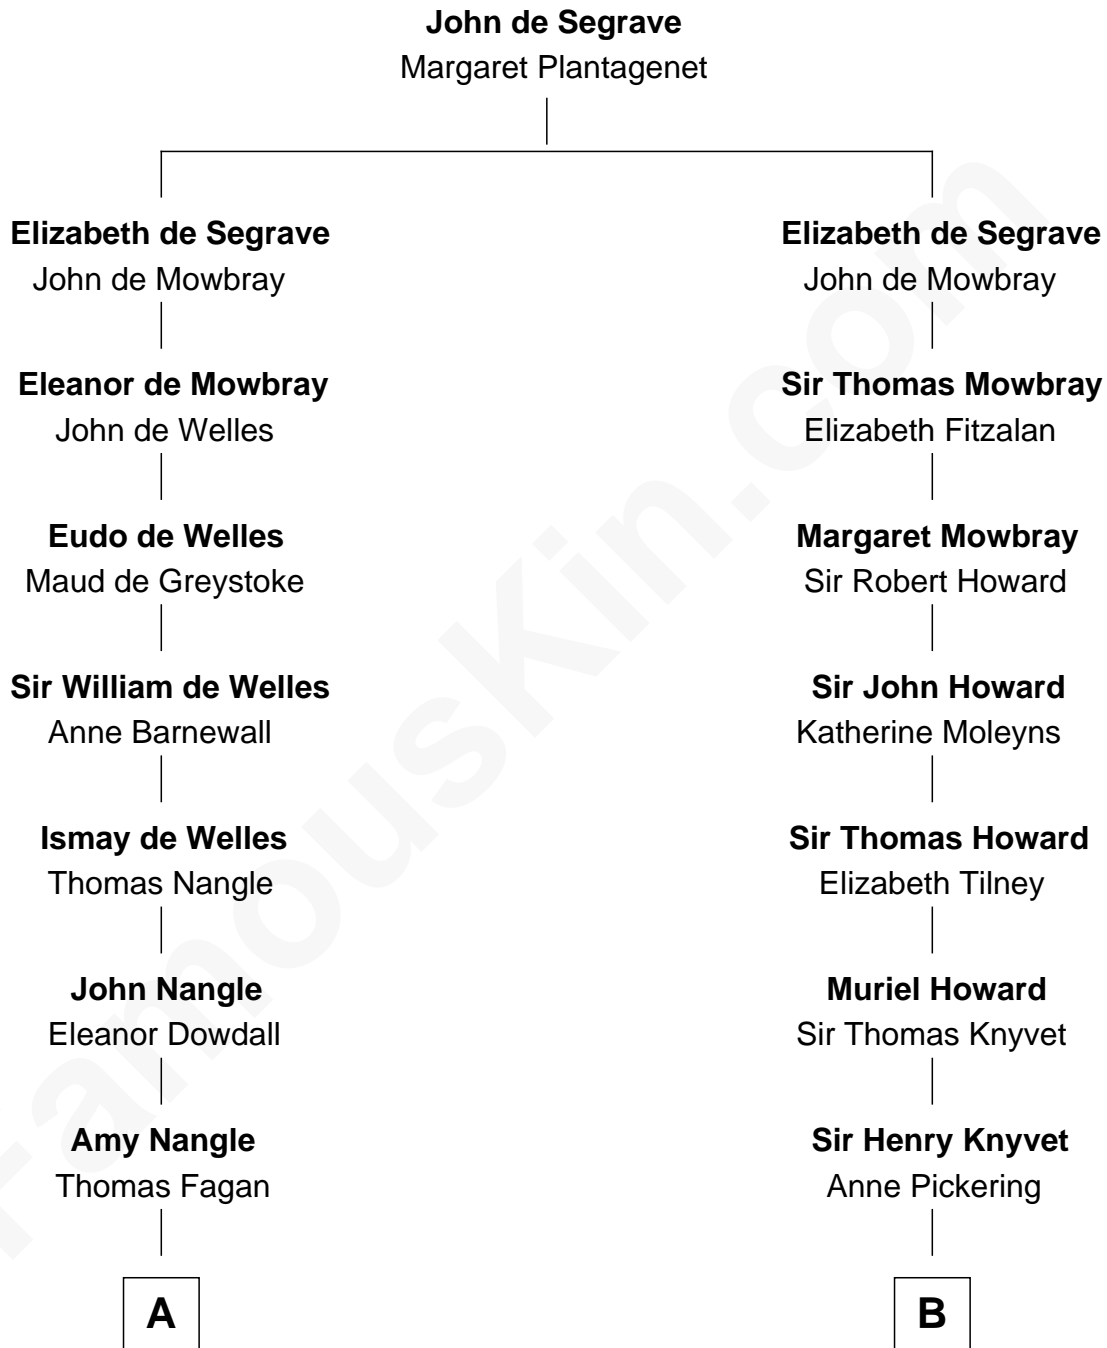 John de Segrave
Margaret Plantagenet
Elizabeth de Segrave
John de Mowbray
Elizabeth de Segrave
John de Mowbray
Eleanor de Mowbray
John de Welles
Sir Thomas Mowbray
Elizabeth Fitzalan
Eudo de Welles
Maud de Greystoke
Margaret Mowbray
Sir Robert Howard
Sir William de Welles
Anne Barnewall
Sir John Howard
Katherine Moleyns
Ismay de Welles
Thomas Nangle
Sir Thomas Howard
Elizabeth Tilney
John Nangle
Eleanor Dowdall
Muriel Howard
Sir Thomas Knyvet
Amy Nangle
Thomas Fagan
Sir Henry Knyvet
Anne Pickering
A
B
FamousKin.com